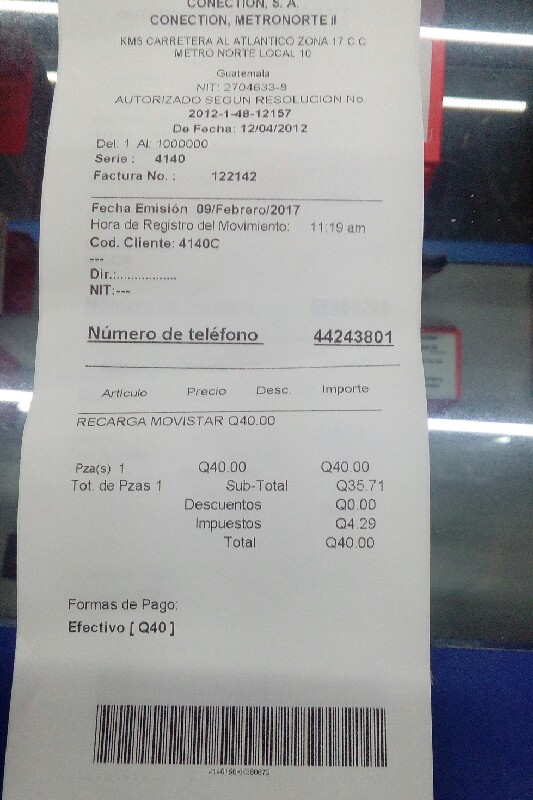 CONECTION, S. A.
CONECTION, METRONORTE II
KM5 CARRETERA AL ATLANTICO ZONA 17 C C
METRO NORTE LOCAL 10
Guatemala
NIT: 2704633-8
AUTORIZADO SEGUN RESOLUCION No.
2012-1-48-12157
De Fecha: 12/04/2012
Del: 1 Al: 1000000
Serie : 4140
Factura No. : 122142
Fecha Emisión 09/Febrero/2017
Hora de Registro del Movimiento: 11:19 am
Cod. Cliente: 4140C
---
Dir.:.................
NIT:---
Número de teléfono 44243801
Articulo Precio Desc. Importe
RECARGA MOVISTAR Q40.00
Pza(s) 1 Q40.00 Q40.00
Tot. de Pzas 1 Sub-Total Q35.71
Descuentos Q0.00
Impuestos Q4.29
Total Q40.00
Formas de Pago:
Efectivo [ Q40 ]